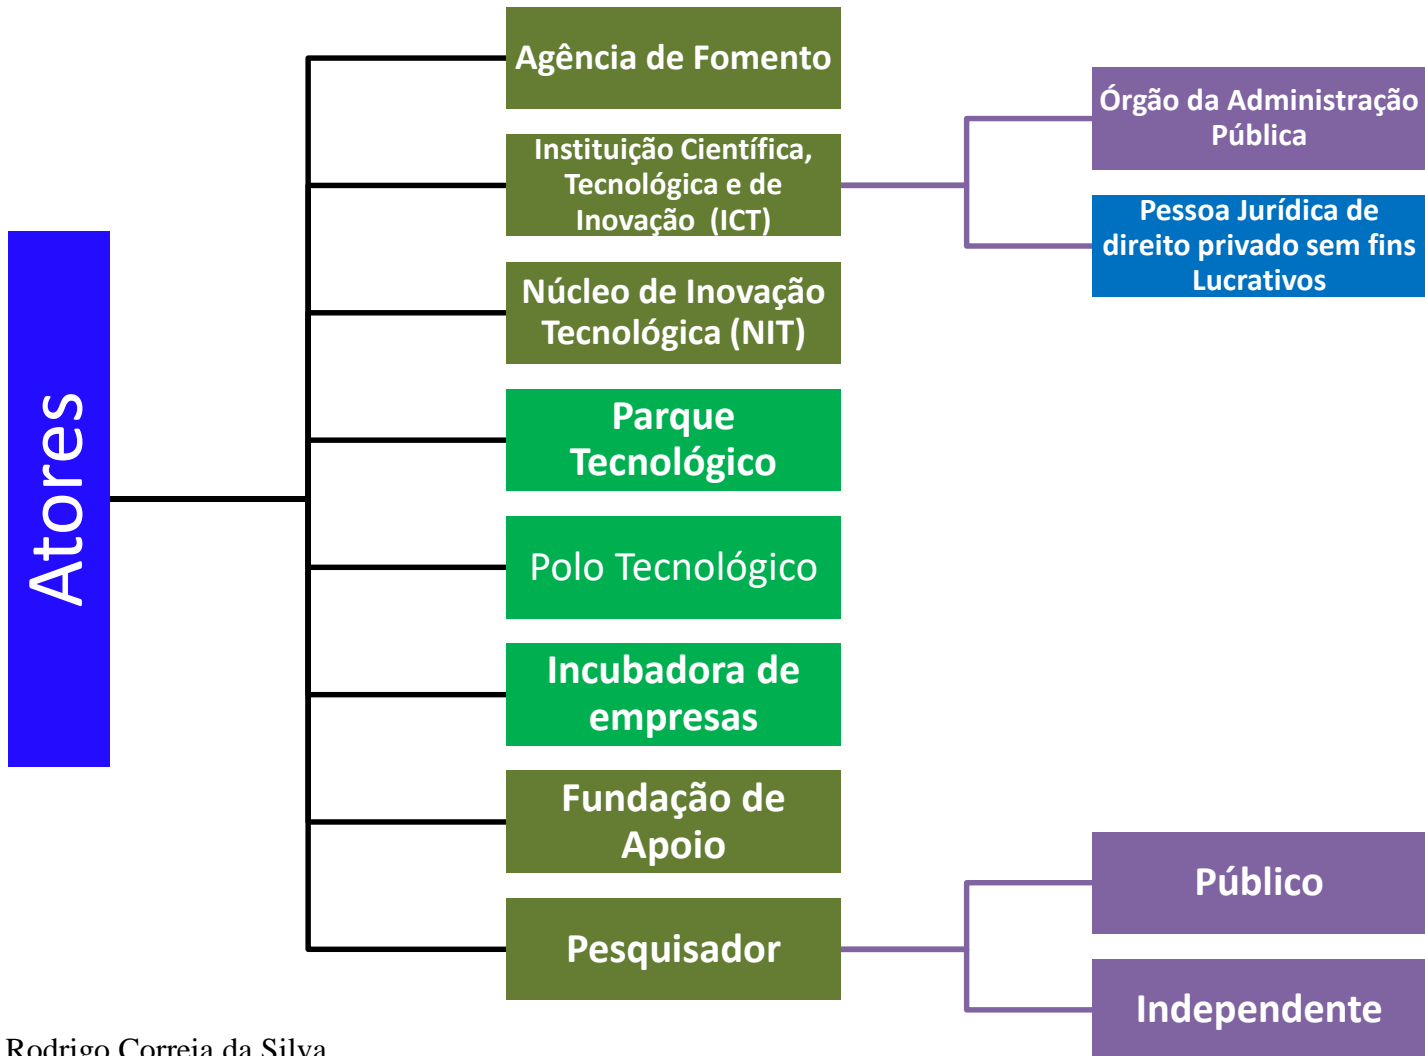 Atores
Agência de Fomento
Instituição Científica,
Tecnológica e de
Inovação (ICT)
Órgão da Administração
Pública
Pessoa Jurídica de
direito privado sem fins
Lucrativos
Núcleo de Inovação
Tecnológica (NIT)
Parque
Tecnológico
Polo Tecnológico
Incubadora de
empresas
Fundação de
Apoio
Pesquisador
Público
Independente
Rodrigo Correia da Silva